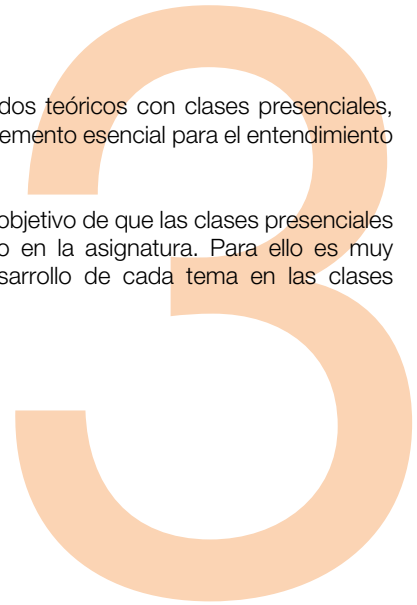 dos teóricos con clases presenciales,
emento esencial para el entendimiento
objetivo de que las clases presenciales
o en la asignatura. Para ello es muy
sarrollo de cada tema en las clases
3